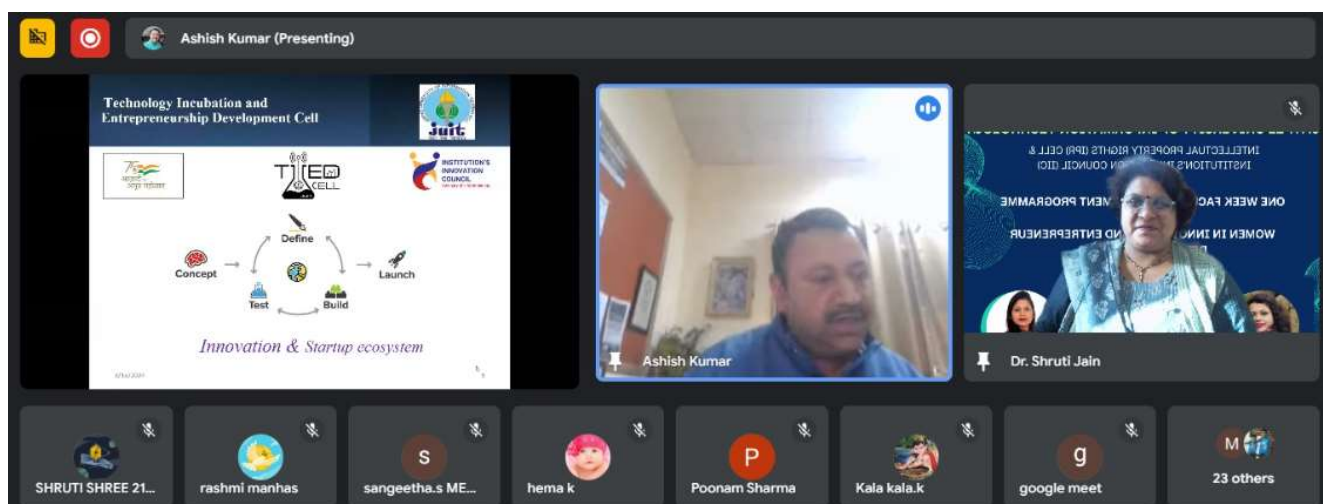 Ashish Kumar (Presenting)
Technology Incubation and
Entrepreneurship Development Cell
juit
TIED
CELL
INSTITUTION'S
INNOVATION
COUNCIL
Define
Concept
Launch
Test
Build
Innovation & Startup ecosystem
Ashish Kumar
INTELLECTUAL PROPERTY RIGHTS (IPR) CELL &
INSTITUTION'S
COUNCIL (IIC)
ONE WEEK
MENT PROGRAMME
WOMEN IN
ND ENTREPRENEUR
Dr. Shruti Jain
SHRUTI SHREE 21...
rashmi manhas
s
sangeetha.s ME...
hema k
P
Poonam Sharma
Kala kala.k
g
google meet
M
23 others